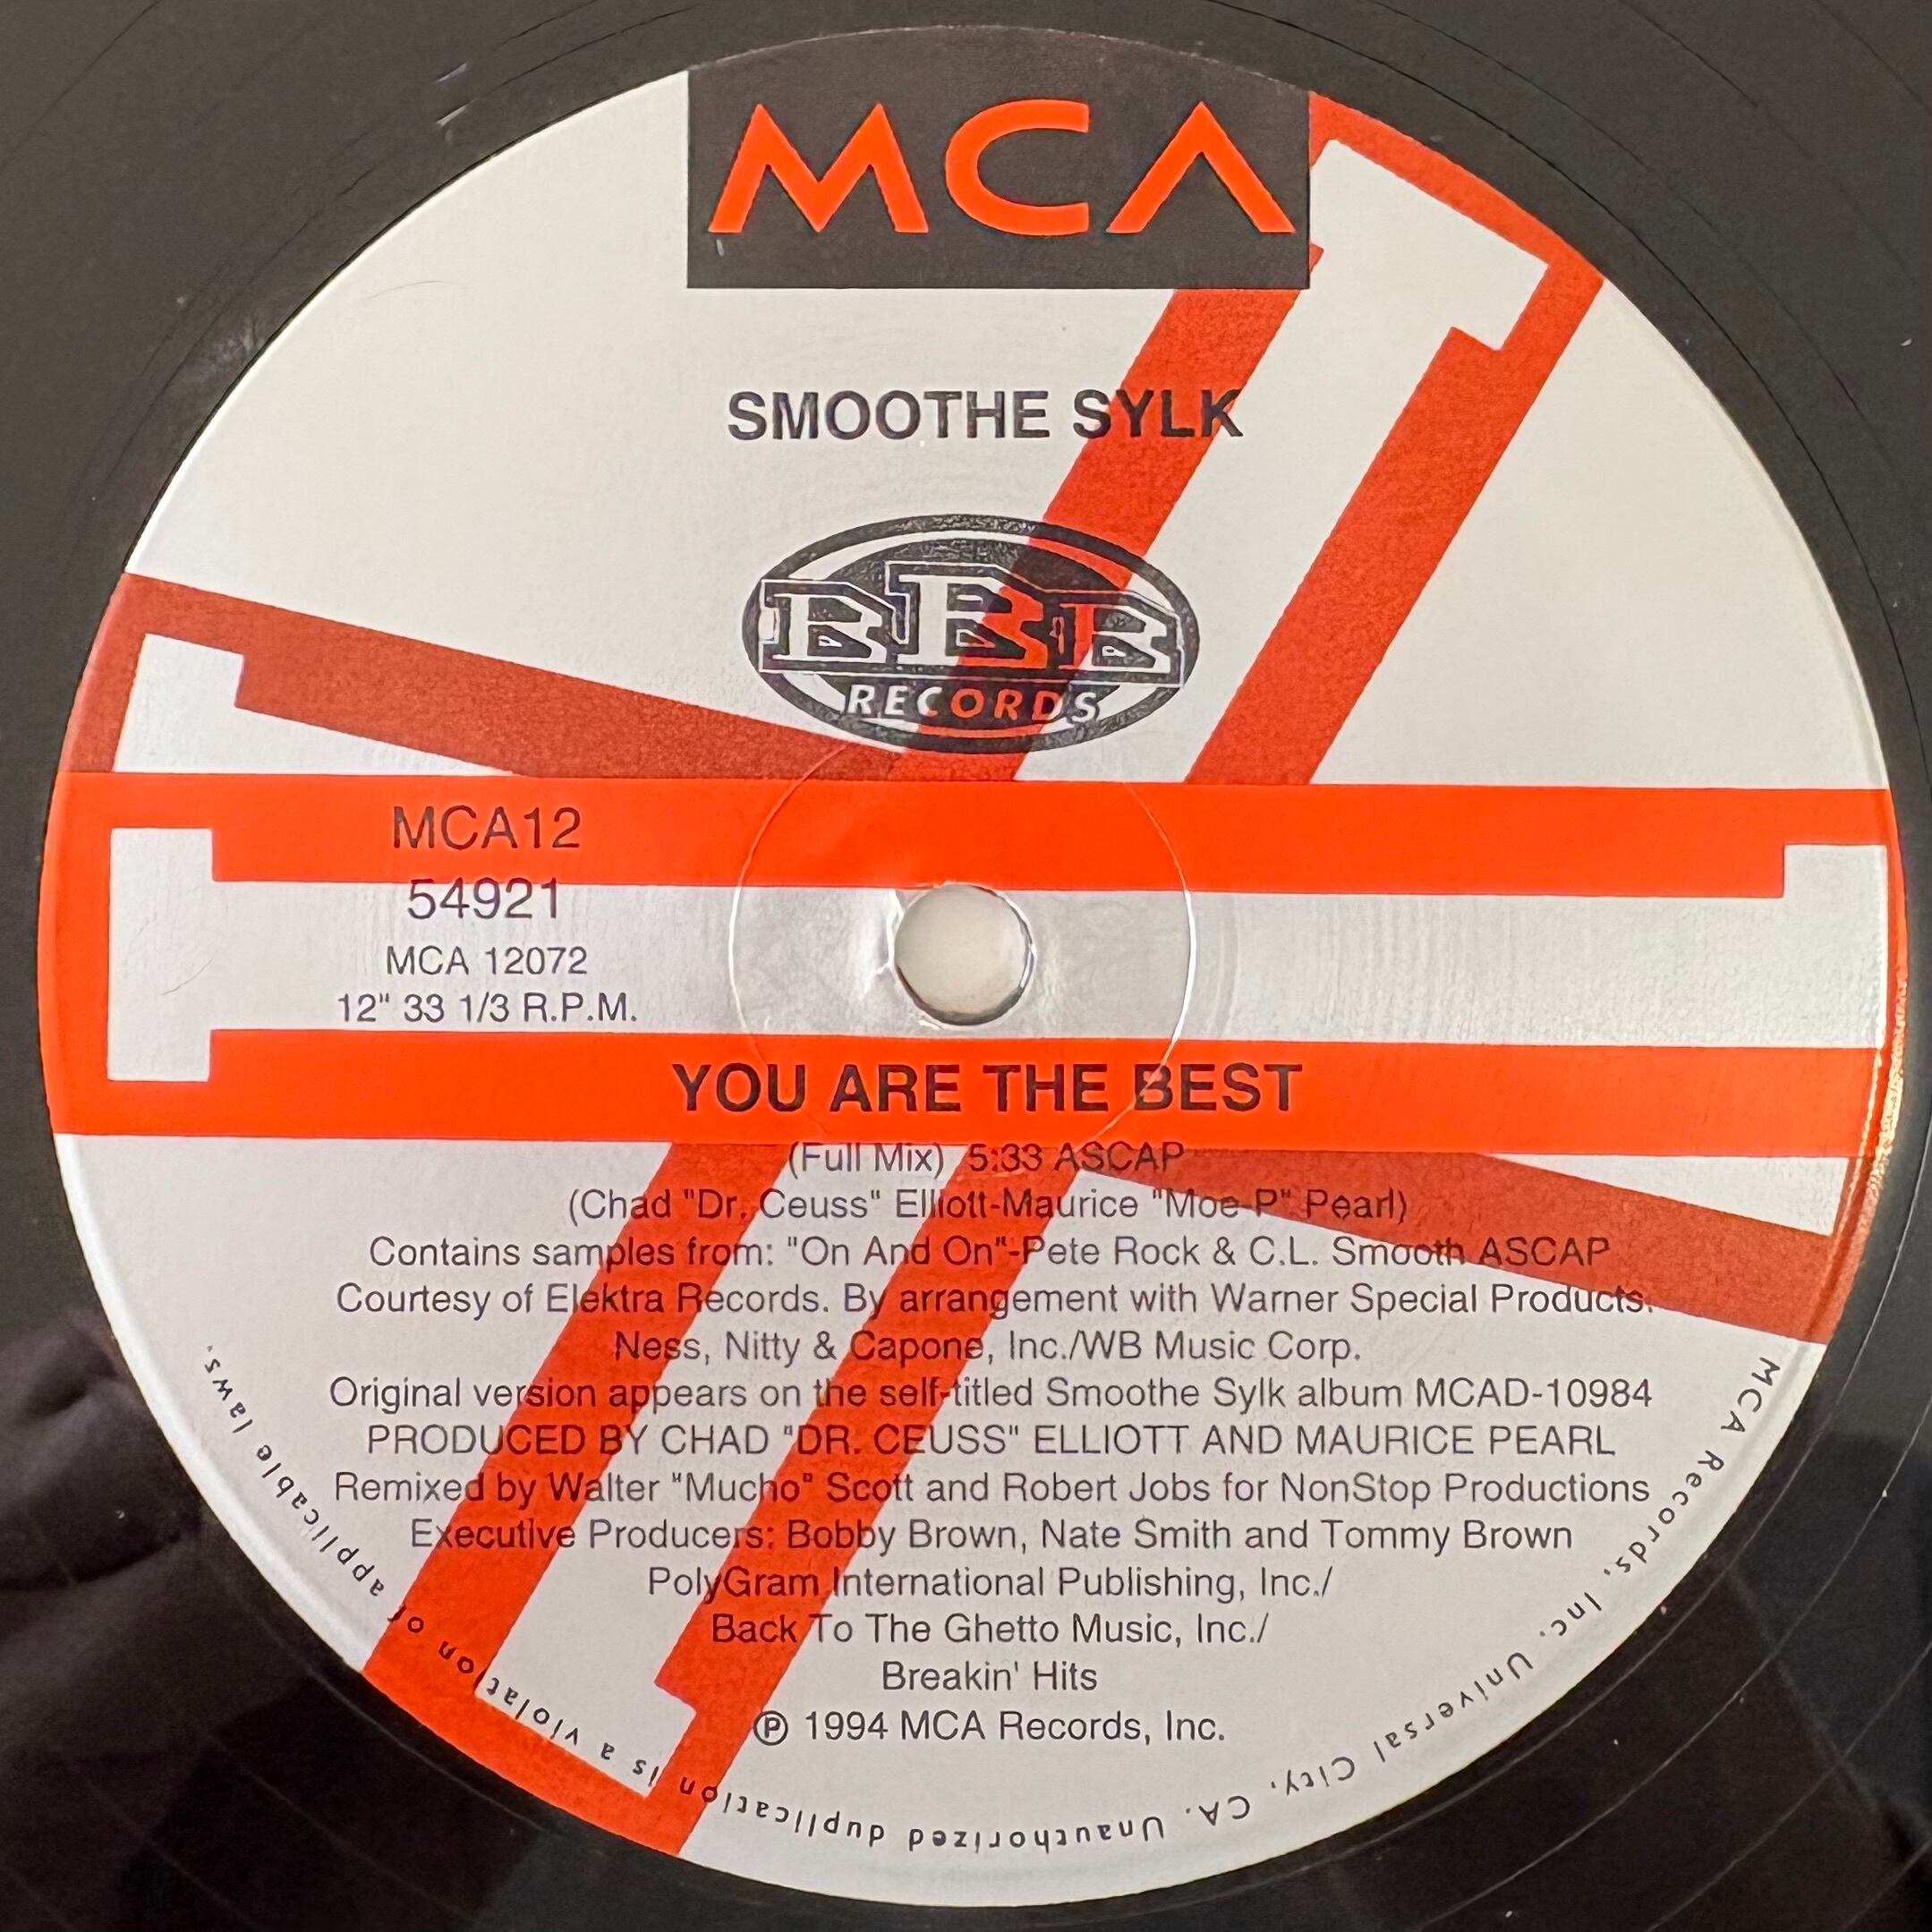 MCA
SMOOTHE SYLK
BBB
RECORDS
MCA12
54921
MCA 12072
12" 33 1/3 R.P.M.
YOU ARE THE BEST
(Full Mix) 5:33 ASCAP
(Chad "Dr. Ceuss" Elliott-Maurice "Moe-P" Pearl)
Contains samples from: "On And On"-Pete Rock & C.L. Smooth ASCAP
Courtesy of Elektra Records. By arrangement with Warner Special Products.
Ness, Nitty & Capone, Inc./WB Music Corp.
Original version appears on the self-titled Smoothe Sylk album MCAD-10984
PRODUCED BY CHAD "DR. CEUSS" ELLIOTT AND MAURICE PEARL
Remixed by Walter "Mucho" Scott and Robert Jobs for NonStop Productions
Executive Producers: Bobby Brown, Nate Smith and Tommy Brown
PolyGram International Publishing, Inc./
Back To The Ghetto Music, Inc./
Breakin' Hits
℗ 1994 MCA Records, Inc.
MCA Records, Inc. Universal City, CA. Unauthorized duplication is a violation of applicable laws.